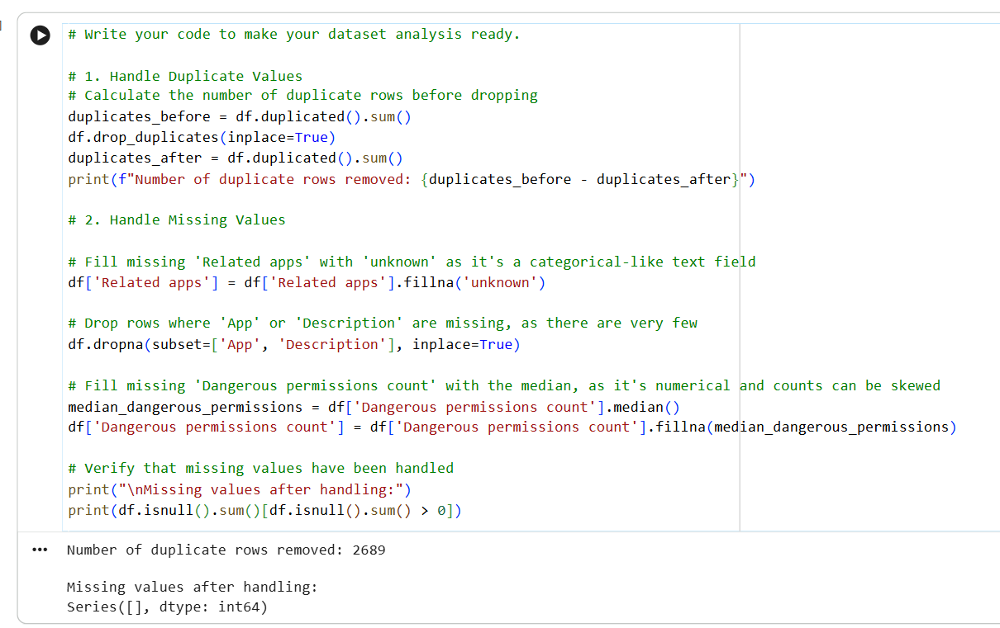 # Write your code to make your dataset analysis ready.
# 1. Handle Duplicate Values
# Calculate the number of duplicate rows before dropping
duplicates_before = df.duplicated().sum()
df.drop_duplicates(inplace=True)
duplicates_after = df.duplicated().sum()
print(f"Number of duplicate rows removed: {duplicates_before - duplicates_after}")
# 2. Handle Missing Values
# Fill missing 'Related apps' with 'unknown' as it's a categorical-like text field
df['Related apps'] = df['Related apps'].fillna('unknown')
# Drop rows where 'App' or 'Description' are missing, as there are very few
df.dropna(subset=['App', 'Description'], inplace=True)
# Fill missing 'Dangerous permissions count' with the median, as it's numerical and counts can be skewed
median_dangerous_permissions = df['Dangerous permissions count'].median()
df['Dangerous permissions count'] = df['Dangerous permissions count'].fillna(median_dangerous_permissions)
# Verify that missing values have been handled
print("\nMissing values after handling:")
print(df.isnull().sum()[df.isnull().sum() > 0])
Number of duplicate rows removed: 2689
Missing values after handling:
Series([], dtype: int64)